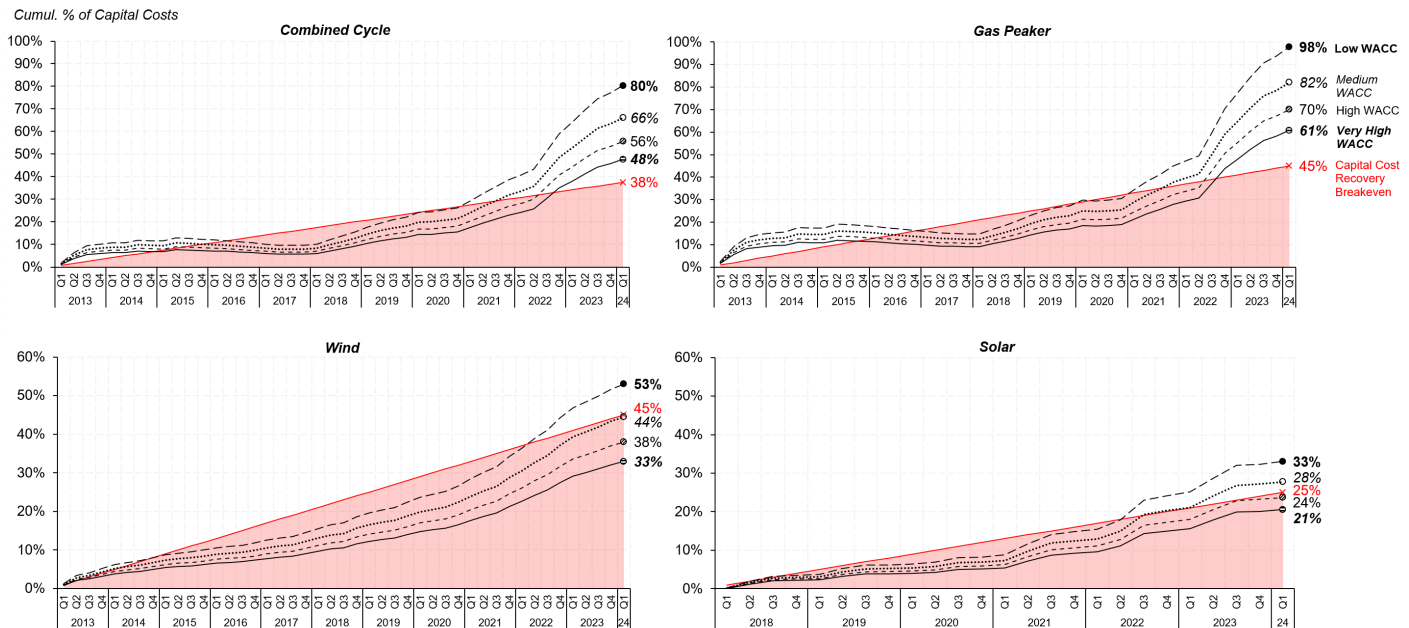 Cumul. % of Capital Costs
Combined Cycle
100%
90%
80%
70%
60%
50%
40%
30%
20%
10%
0%
80%
66%
56%
48%
38%
Q1 Q2 Q3 Q4 Q1 Q2 Q3 Q4 Q1 Q2 Q3 Q4 Q1 Q2 Q3 Q4 Q1 Q2 Q3 Q4 Q1 Q2 Q3 Q4 Q1 Q2 Q3 Q4 Q1 Q2 Q3 Q4 Q1 Q2 Q3 Q4 Q1 Q2 Q3 Q4 Q1 Q2 Q3 Q4 Q1
2013 2014 2015 2016 2017 2018 2019 2020 2021 2022 2023 24
Gas Peaker
100%
90%
80%
70%
60%
50%
40%
30%
20%
10%
0%
98% Low WACC
82% Medium
WACC
70% High WACC
61% Very High
WACC
45% Capital Cost
Recovery
Breakeven
Q1 Q2 Q3 Q4 Q1 Q2 Q3 Q4 Q1 Q2 Q3 Q4 Q1 Q2 Q3 Q4 Q1 Q2 Q3 Q4 Q1 Q2 Q3 Q4 Q1 Q2 Q3 Q4 Q1 Q2 Q3 Q4 Q1 Q2 Q3 Q4 Q1 Q2 Q3 Q4 Q1 Q2 Q3 Q4 Q1
2013 2014 2015 2016 2017 2018 2019 2020 2021 2022 2023 24
Wind
60%
50%
40%
30%
20%
10%
0%
53%
45%
44%
38%
33%
Q1 Q2 Q3 Q4 Q1 Q2 Q3 Q4 Q1 Q2 Q3 Q4 Q1 Q2 Q3 Q4 Q1 Q2 Q3 Q4 Q1 Q2 Q3 Q4 Q1 Q2 Q3 Q4 Q1 Q2 Q3 Q4 Q1 Q2 Q3 Q4 Q1 Q2 Q3 Q4 Q1 Q2 Q3 Q4 Q1
2013 2014 2015 2016 2017 2018 2019 2020 2021 2022 2023 24
Solar
60%
50%
40%
30%
20%
10%
0%
33%
28%
25%
24%
21%
Q1 Q2 Q3 Q4 Q1 Q2 Q3 Q4 Q1 Q2 Q3 Q4 Q1 Q2 Q3 Q4 Q1 Q2 Q3 Q4 Q1 Q2 Q3 Q4 Q1
2018 2019 2020 2021 2022 2023 24